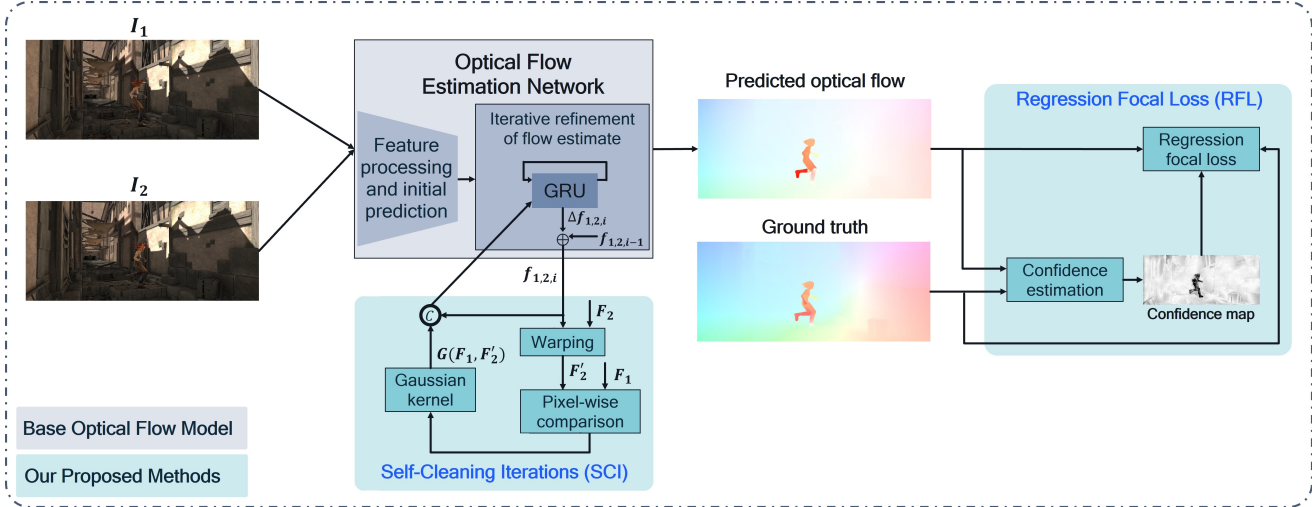 I₁
I₂
Optical Flow
Estimation Network
Feature
processing
and initial
prediction
Iterative refinement
of flow estimate
GRU
Δf₁,₂,ᵢ
f₁,₂,ᵢ₋₁
f₁,₂,ᵢ
C
F₂
Warping
F₂′
F₁
G(F₁, F₂′)
Gaussian
kernel
Pixel-wise
comparison
Self-Cleaning Iterations (SCI)
Predicted optical flow
Ground truth
Regression Focal Loss (RFL)
Regression
focal loss
Confidence
estimation
Confidence map
Base Optical Flow Model
Our Proposed Methods